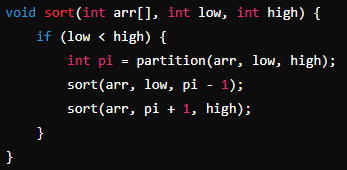 void sort(int arr[], int low, int high) {
    if (low < high) {
        int pi = partition(arr, low, high);
        sort(arr, low, pi - 1);
        sort(arr, pi + 1, high);
    }
}